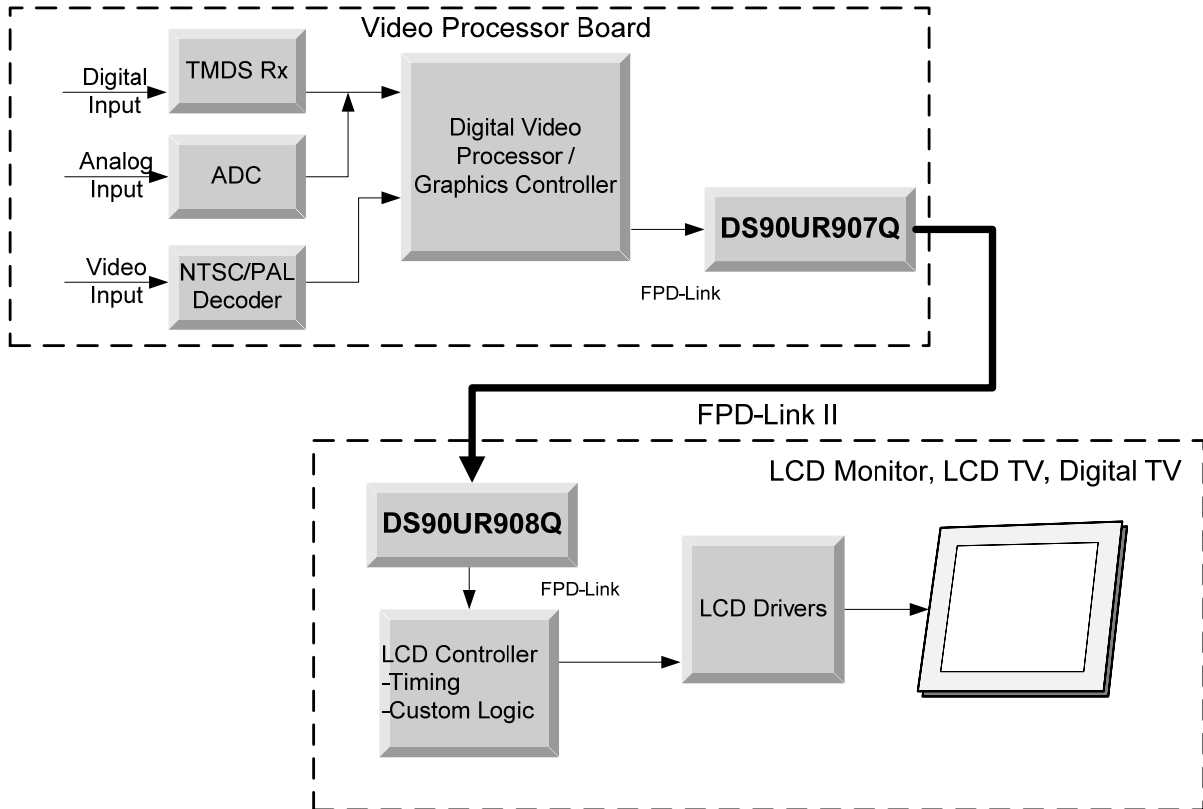 Video Processor Board
Digital
Input
TMDS Rx
Analog
Input
ADC
Video
Input
NTSC/PAL
Decoder
Digital Video
Processor /
Graphics Controller
FPD-Link
DS90UR907Q
FPD-Link II
LCD Monitor, LCD TV, Digital TV
DS90UR908Q
FPD-Link
LCD Controller
-Timing
-Custom Logic
LCD Drivers